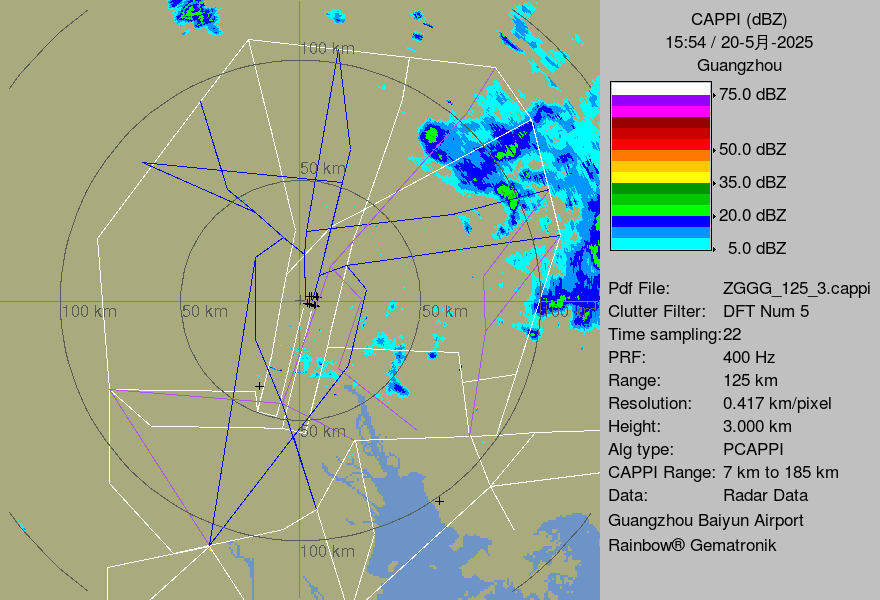 CAPPI (dBZ)
15:54 / 20-5月-2025
Guangzhou
75.0 dBZ
50.0 dBZ
35.0 dBZ
20.0 dBZ
5.0 dBZ
Pdf File: ZGGG_125_3.cappi
Clutter Filter: DFT Num 5
Time sampling:22
PRF: 400 Hz
Range: 125 km
Resolution: 0.417 km/pixel
Height: 3.000 km
Alg type: PCAPPI
CAPPI Range: 7 km to 185 km
Data: Radar Data
Guangzhou Baiyun Airport
Rainbow® Gematronik
100 km
50 km
100 km
50 km
50 km
100 km
50 km
100 km